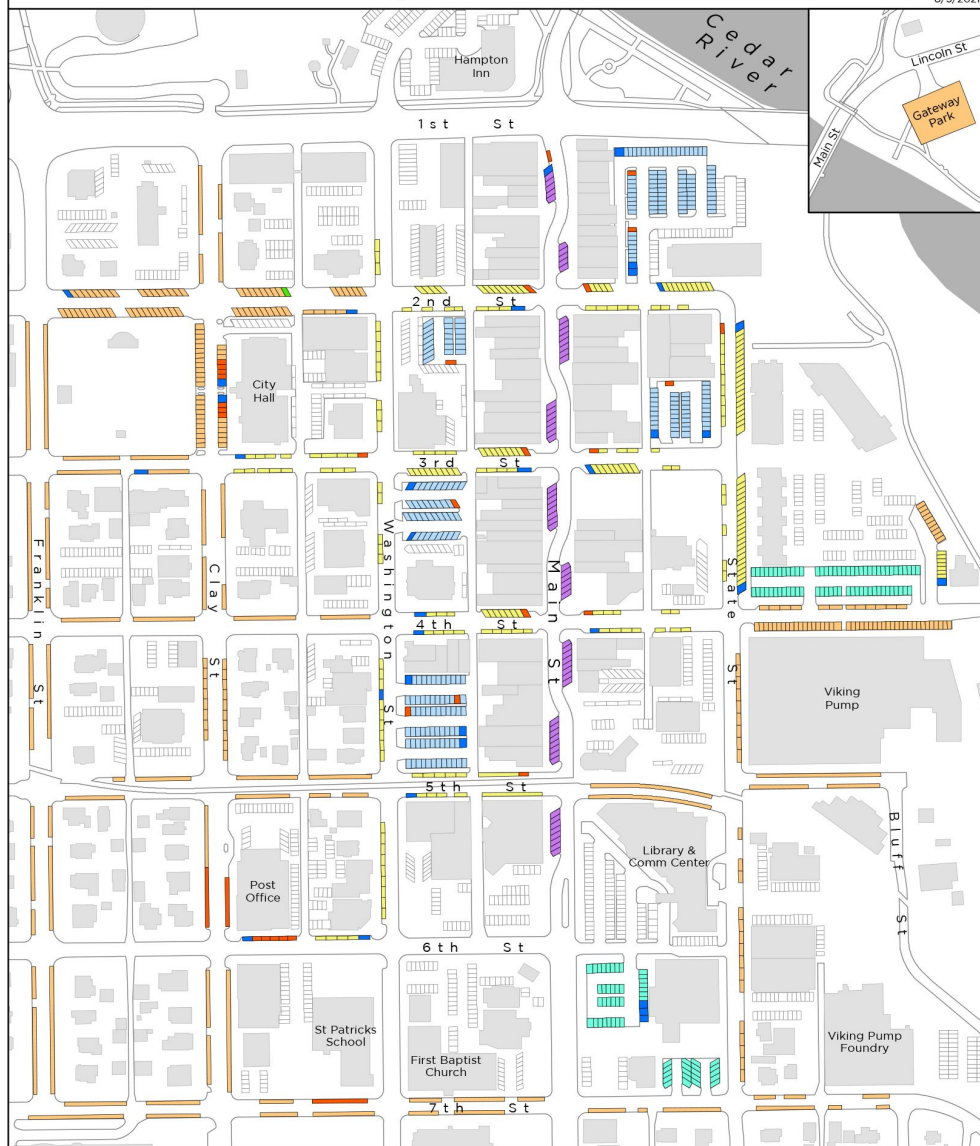 Cedar
River
Hampton
Inn
Lincoln St
Gateway
Park
Main St
1st St
2nd St
City
Hall
3rd St
Franklin
St
Clay
St
Washington
St
Main
St
State
St
4th St
Viking
Pump
5th St
Bluff
St
Library &
Comm Center
Post
Office
6th St
St Patricks
School
First Baptist
Church
Viking Pump
Foundry
7th St